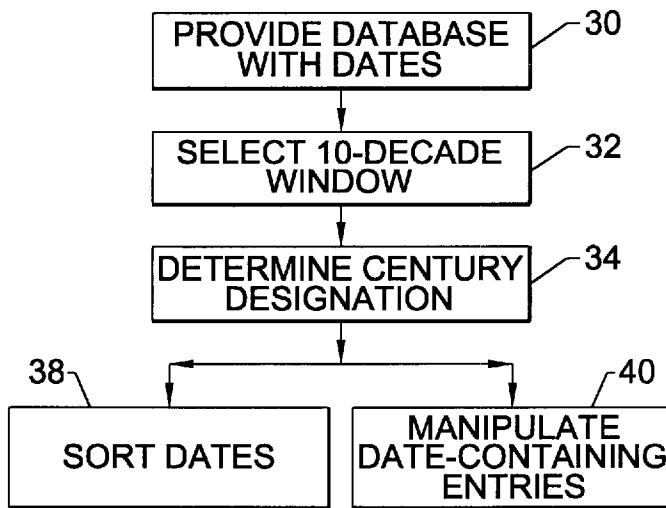 PROVIDE DATABASE
WITH DATES
30
SELECT 10-DECADE
WINDOW
32
DETERMINE CENTURY
DESIGNATION
34
38
SORT DATES
40
MANIPULATE
DATE-CONTAINING
ENTRIES